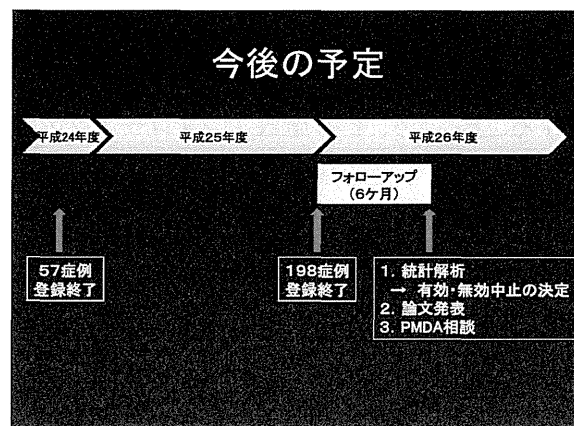 今後の予定
平成24年度
平成25年度
平成26年度
フォローアップ
(6ケ月)
57症例
登録終了
198症例
登録終了
1. 統計解析
→ 有効・無効中止の決定
2. 論文発表
3. PMDA相談